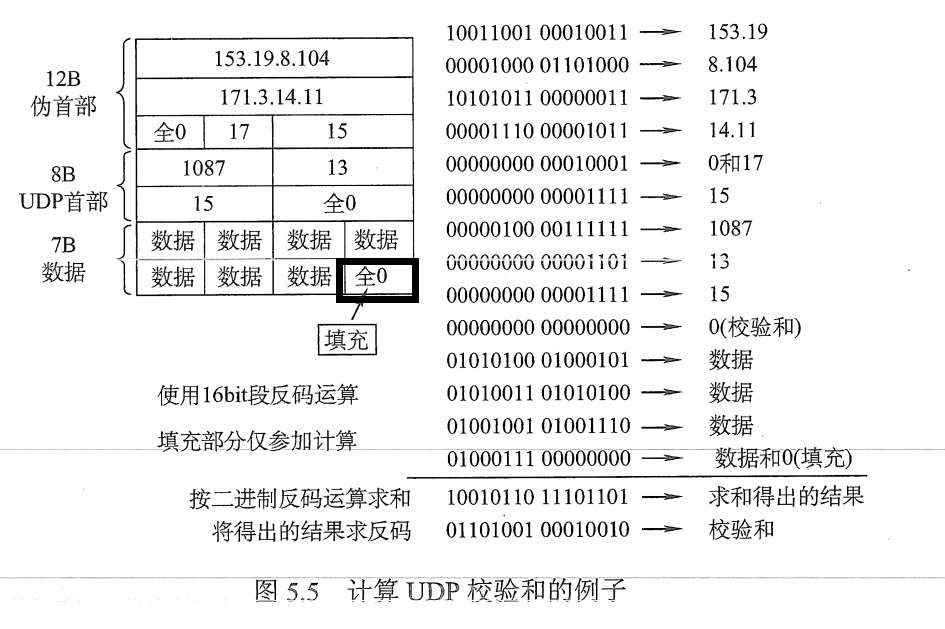 12B
伪首部
153.19.8.104
171.3.14.11
全0 17 15
8B
UDP首部
1087 13
15 全0
7B
数据
数据 数据 数据 数据
数据 数据 数据 全0
填充
使用16bit段反码运算
填充部分仅参加计算
10011001 00010011 → 153.19
00001000 01101000 → 8.104
10101011 00000011 → 171.3
00001110 00001011 → 14.11
00000000 00010001 → 0和17
00000000 00001111 → 15
00000100 00111111 → 1087
00000000 00001101 → 13
00000000 00001111 → 15
00000000 00000000 → 0(校验和)
01010100 01000101 → 数据
01010011 01010100 → 数据
01001001 01001110 → 数据
01000111 00000000 → 数据和0(填充)
按二进制反码运算求和 10010110 11101101 → 求和得出的结果
将得出的结果求反码 01101001 00010010 → 校验和
图 5.5 计算 UDP 校验和的例子